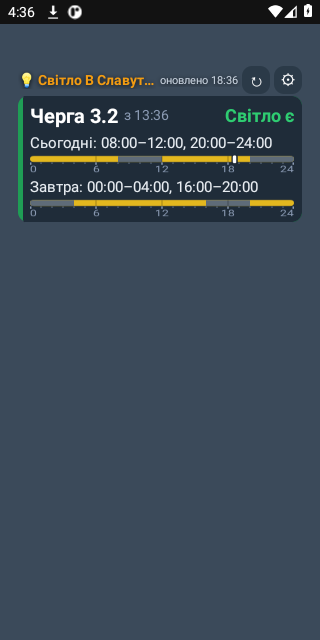 4:36
💡 Світло В Славут… оновлено 18:36
Черга 3.2 з 13:36 Світло є
Сьогодні: 08:00–12:00, 20:00–24:00
0 6 12 18 24
Завтра: 00:00–04:00, 16:00–20:00
0 6 12 18 24